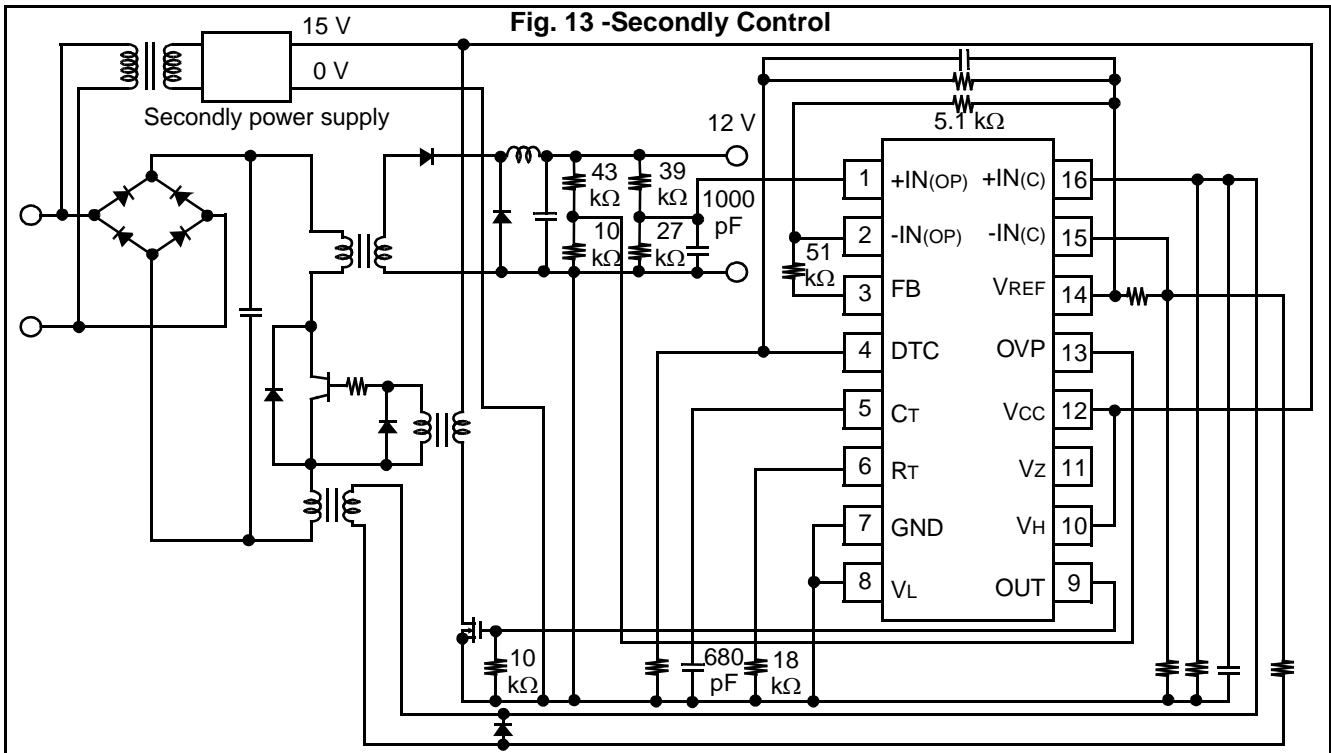 Fig. 13 -Secondly Control
15 V
0 V
Secondly power supply
5.1 kΩ
12 V
43
kΩ
39
kΩ
10
kΩ
27
kΩ
1000
pF
51
kΩ
1 +IN(OP) +IN(C) 16
2 -IN(OP) -IN(C) 15
3 FB VREF 14
4 DTC OVP 13
5 CT VCC 12
6 RT VZ 11
7 GND VH 10
8 VL OUT 9
10
kΩ
680
pF
18
kΩ